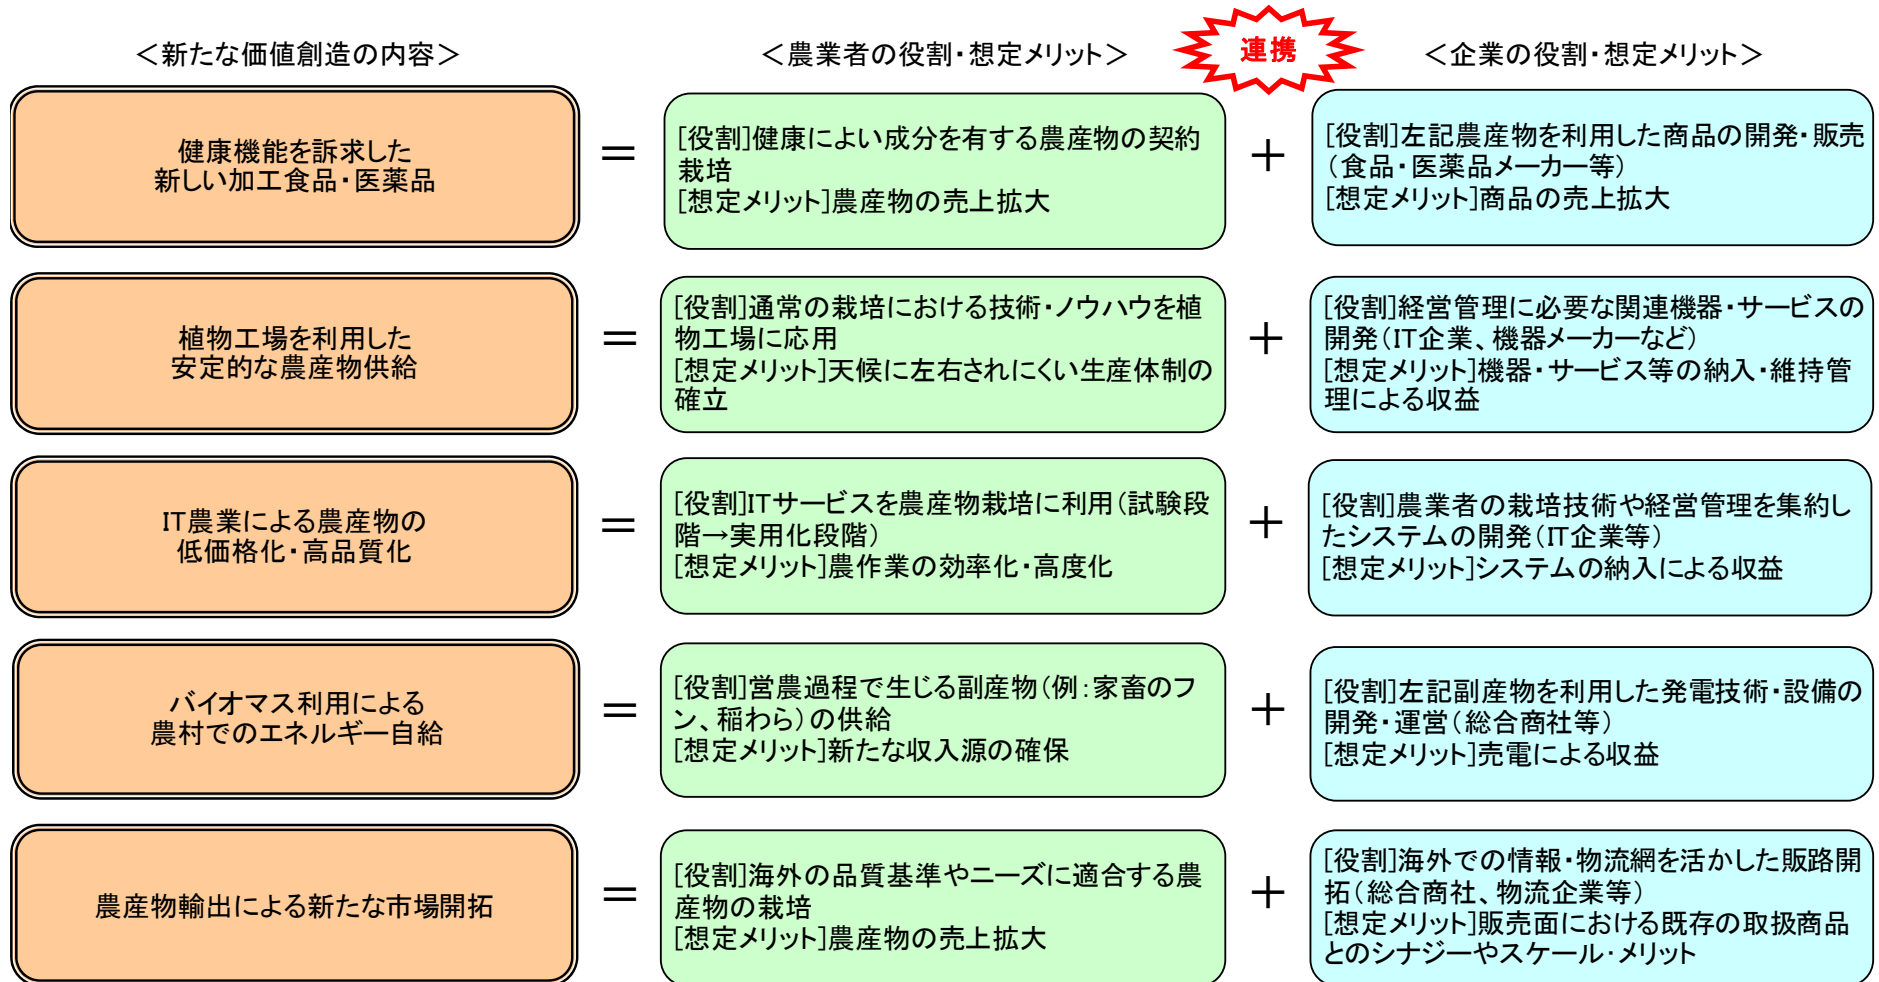 ＜新たな価値創造の内容＞
＜農業者の役割・想定メリット＞
連携
＜企業の役割・想定メリット＞
健康機能を訴求した
新しい加工食品・医薬品
＝
[役割]健康によい成分を有する農産物の契約
栽培
[想定メリット]農産物の売上拡大
＋
[役割]左記農産物を利用した商品の開発・販売
（食品・医薬品メーカー等）
[想定メリット]商品の売上拡大
植物工場を利用した
安定的な農産物供給
＝
[役割]通常の栽培における技術・ノウハウを植
物工場に応用
[想定メリット]天候に左右されにくい生産体制の
確立
＋
[役割]経営管理に必要な関連機器・サービスの
開発（IT企業、機器メーカーなど）
[想定メリット]機器・サービス等の納入・維持管
理による収益
IT農業による農産物の
低価格化・高品質化
＝
[役割]ITサービスを農産物栽培に利用（試験段
階→実用化段階）
[想定メリット]農作業の効率化・高度化
＋
[役割]農業者の栽培技術や経営管理を集約し
たシステムの開発（IT企業等）
[想定メリット]システムの納入による収益
バイオマス利用による
農村でのエネルギー自給
＝
[役割]営農過程で生じる副産物（例：家畜のフ
ン、稲わら）の供給
[想定メリット]新たな収入源の確保
＋
[役割]左記副産物を利用した発電技術・設備の
開発・運営（総合商社等）
[想定メリット]売電による収益
農産物輸出による新たな市場開拓
＝
[役割]海外の品質基準やニーズに適合する農
産物の栽培
[想定メリット]農産物の売上拡大
＋
[役割]海外での情報・物流網を活かした販路開
拓（総合商社、物流企業等）
[想定メリット]販売面における既存の取扱商品
とのシナジーやスケール・メリット